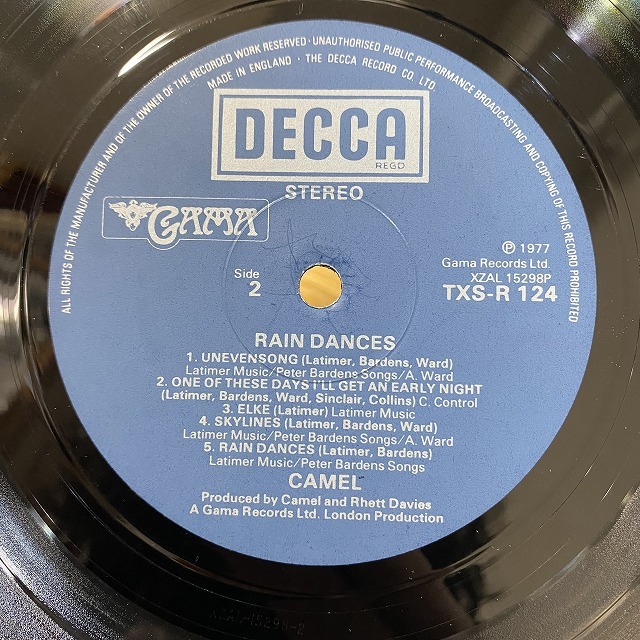 ALL RIGHTS OF THE MANUFACTURER AND OF THE OWNER OF THE RECORDED WORK RESERVED · UNAUTHORISED PUBLIC PERFORMANCE BROADCASTING AND COPYING OF THIS RECORD PROHIBITED
MADE IN ENGLAND · THE DECCA RECORD CO. LTD.
DECCA
REGD
STEREO
GAMA
Side
2
℗ 1977
Gama Records Ltd.
XZAL 15298P
TXS-R 124
RAIN DANCES
1. UNEVENSONG (Latimer, Bardens, Ward)
Latimer Music/Peter Bardens Songs/A. Ward
2. ONE OF THESE DAYS I'LL GET AN EARLY NIGHT
(Latimer, Bardens, Ward, Sinclair, Collins) C. Control
3. ELKE (Latimer) Latimer Music
4. SKYLINES (Latimer, Bardens, Ward)
Latimer Music/Peter Bardens Songs/A. Ward
5. RAIN DANCES (Latimer, Bardens)
Latimer Music/Peter Bardens Songs
CAMEL
Produced by Camel and Rhett Davies
A Gama Records Ltd. London Production